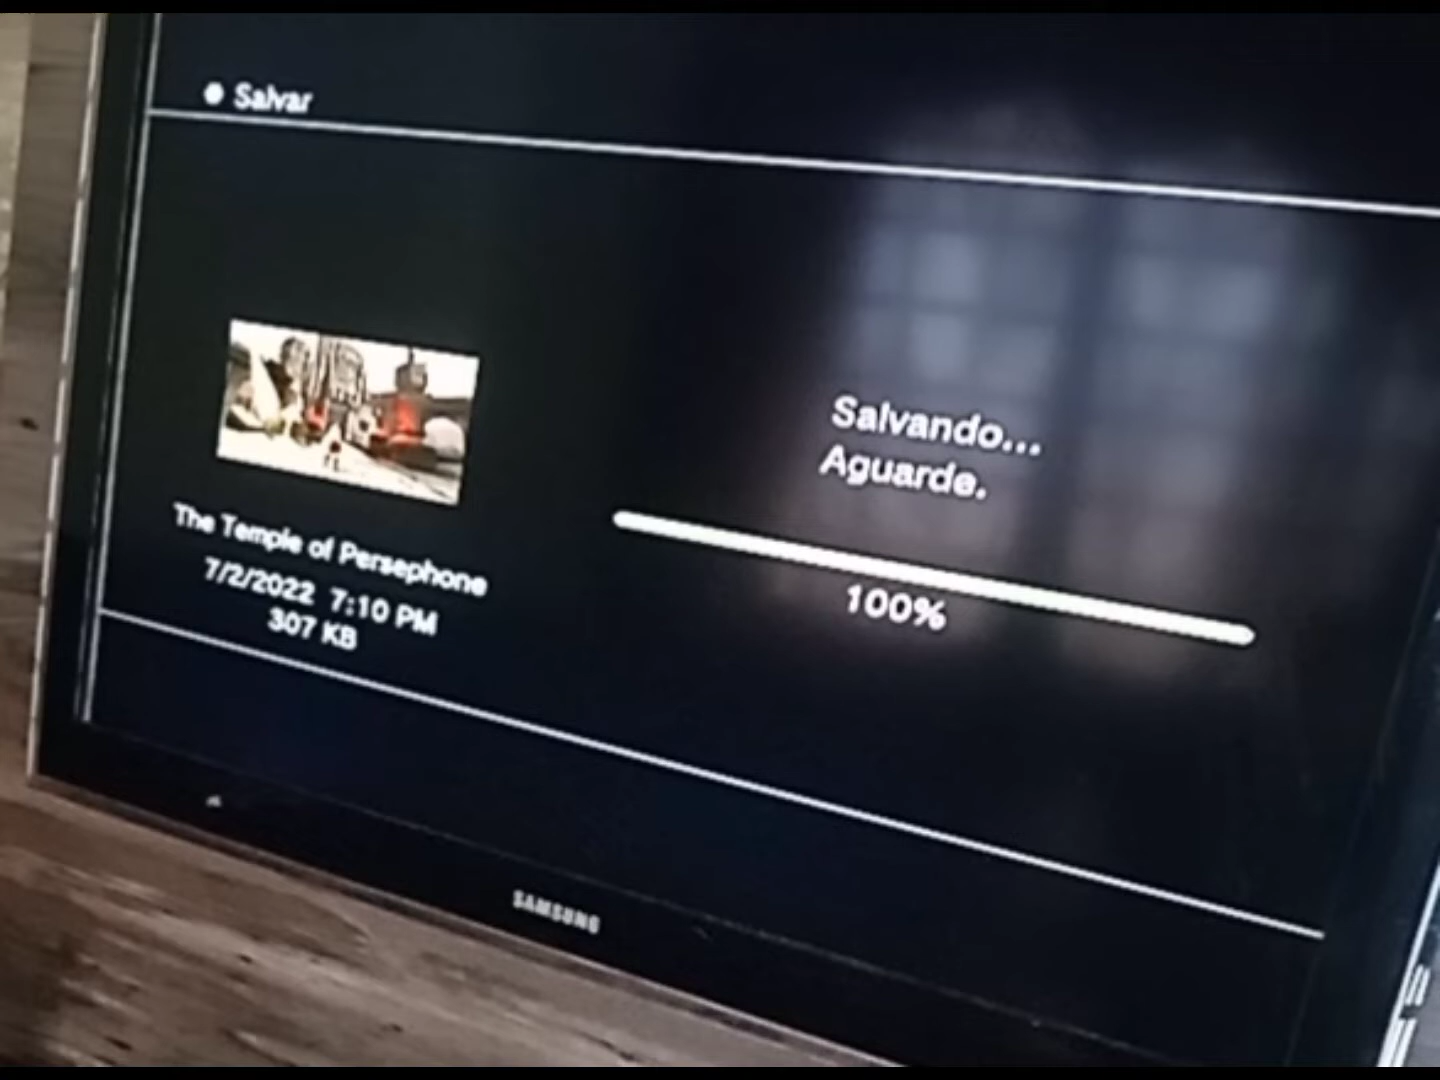 Salvar
Salvando...
Aguarde.
100%
The Temple of Persephone
7/2/2022 7:10 PM
307 KB
SAMSUNG